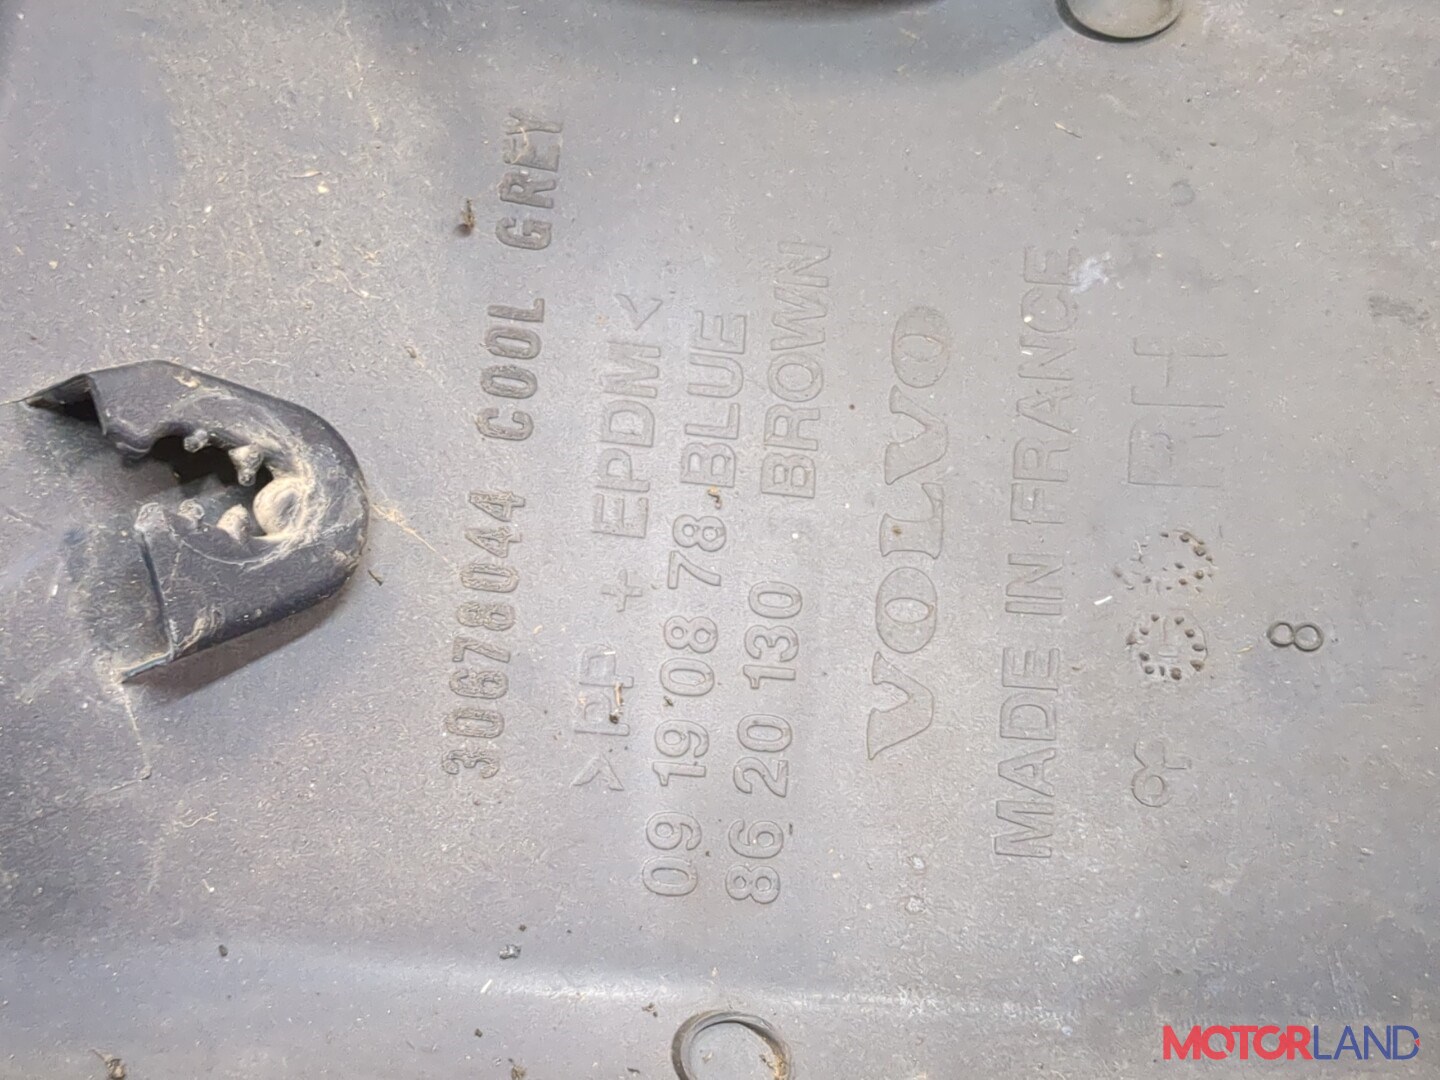 30678044 COOL GREY
>PP + EPDM<
09 19 08 78 BLUE
86 20 130 BROWN
VOLVO
MADE IN FRANCE
RH
8
MOTORLAND